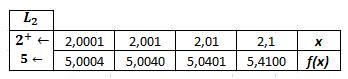 L₂
2⁺ ← 2,0001 2,001 2,01 2,1 x
5 ← 5,0004 5,0040 5,0401 5,4100 f(x)